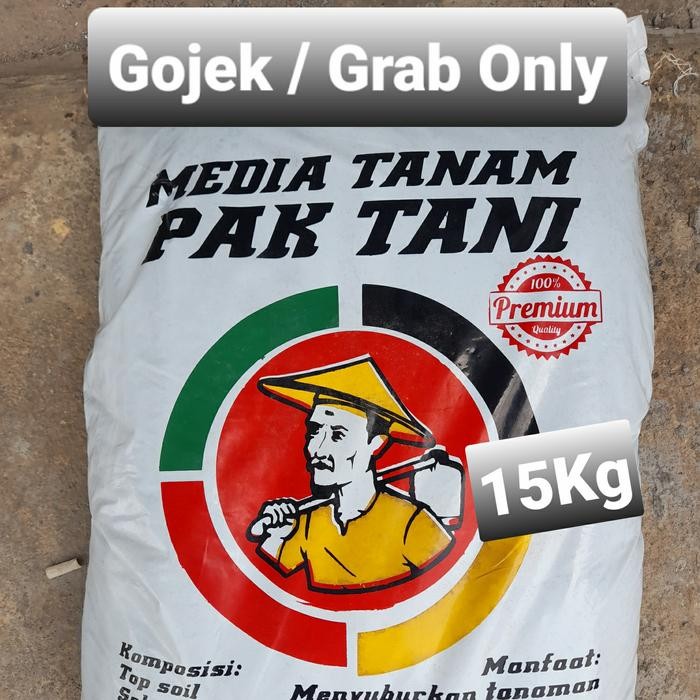 Gojek / Grab Only
MEDIA TANAM
PAK TANI
100%
Premium
Quality
15Kg
Komposisi:
Top soil
Manfaat:
Menyuburkan tanaman